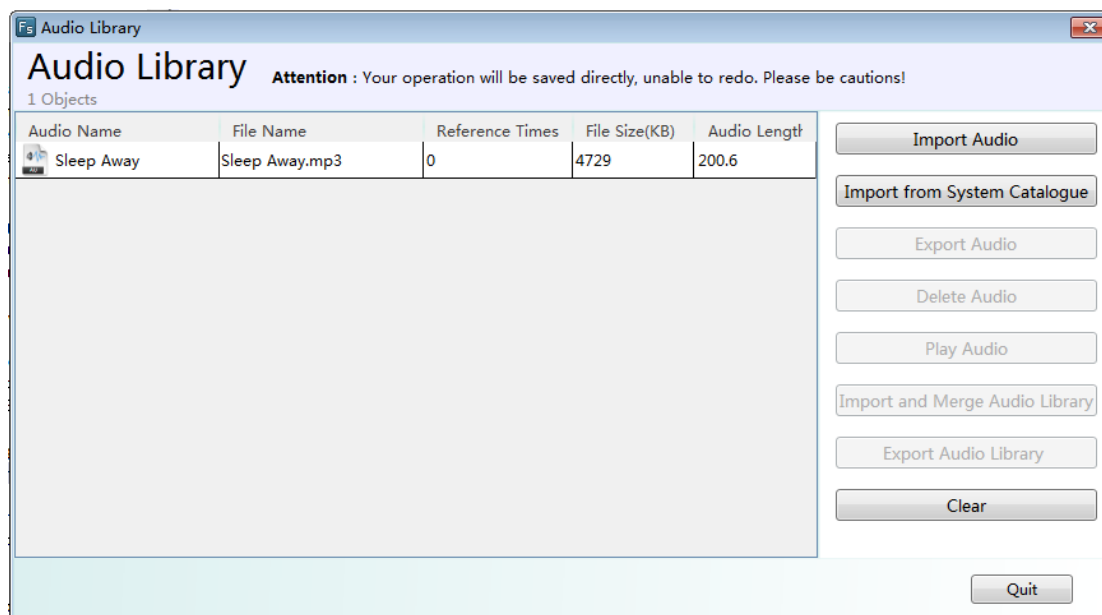 Fs Audio Library
Audio Library
Attention : Your operation will be saved directly, unable to redo. Please be cautions!
1 Objects
Audio Name File Name Reference Times File Size(KB) Audio Length
Sleep Away Sleep Away.mp3 0 4729 200.6
AU
Import Audio
Import from System Catalogue
Export Audio
Delete Audio
Play Audio
Import and Merge Audio Library
Export Audio Library
Clear
Quit